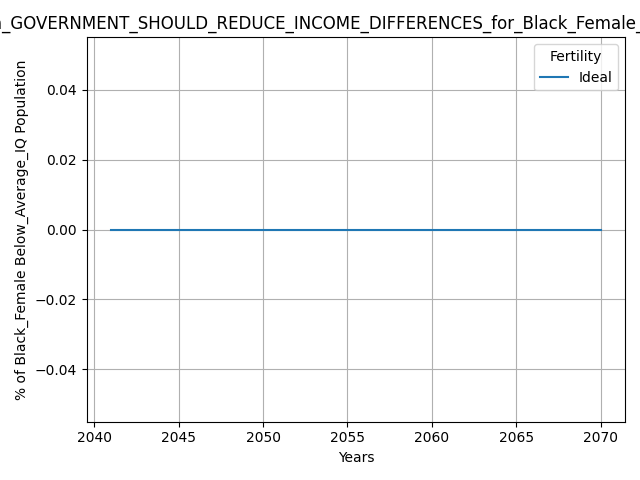 _GOVERNMENT_SHOULD_REDUCE_INCOME_DIFFERENCES_for_Black_Female_
% of Black_Female Below_Average_IQ Population
0.04
0.02
0.00
−0.02
−0.04
Fertility
Ideal
2040 2045 2050 2055 2060 2065 2070
Years